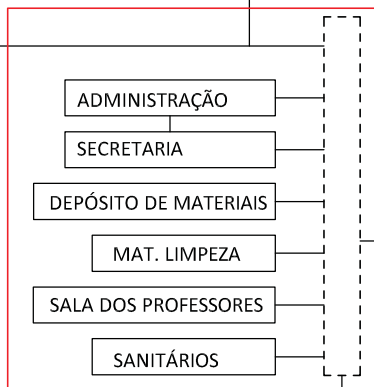 ADMINISTRAÇÃO
SECRETARIA
DEPÓSITO DE MATERIAIS
MAT. LIMPEZA
SALA DOS PROFESSORES
SANITÁRIOS